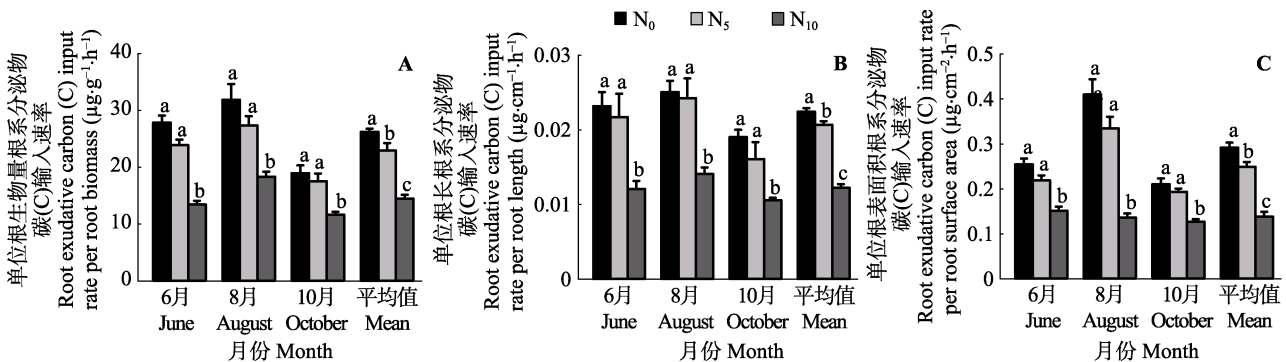 N₀ N₅ N₁₀
A
单位根生物量根系分泌物
碳(C)输入速率
Root exudative carbon (C) input
rate per root biomass (μg·g⁻¹·h⁻¹)
40
30
20
10
0
a a b
a a b
a a b
a b c
6月 8月 10月 平均值
June August October Mean
月份 Month
B
单位根长根系分泌物
碳(C)输入速率
Root exudative carbon (C) input
rate per root length (μg·cm⁻¹·h⁻¹)
0.03
0.02
0.01
0
a a b
a a b
a a b
a b c
6月 8月 10月 平均值
June August October Mean
月份 Month
C
单位根表面积根系分泌物
碳(C)输入速率
Root exudative carbon (C) input rate
per root surface area (μg·cm⁻²·h⁻¹)
0.5
0.4
0.3
0.2
0.1
0
a a b
a a a b
a a b
a b c
6月 8月 10月 平均值
June August October Mean
月份 Month